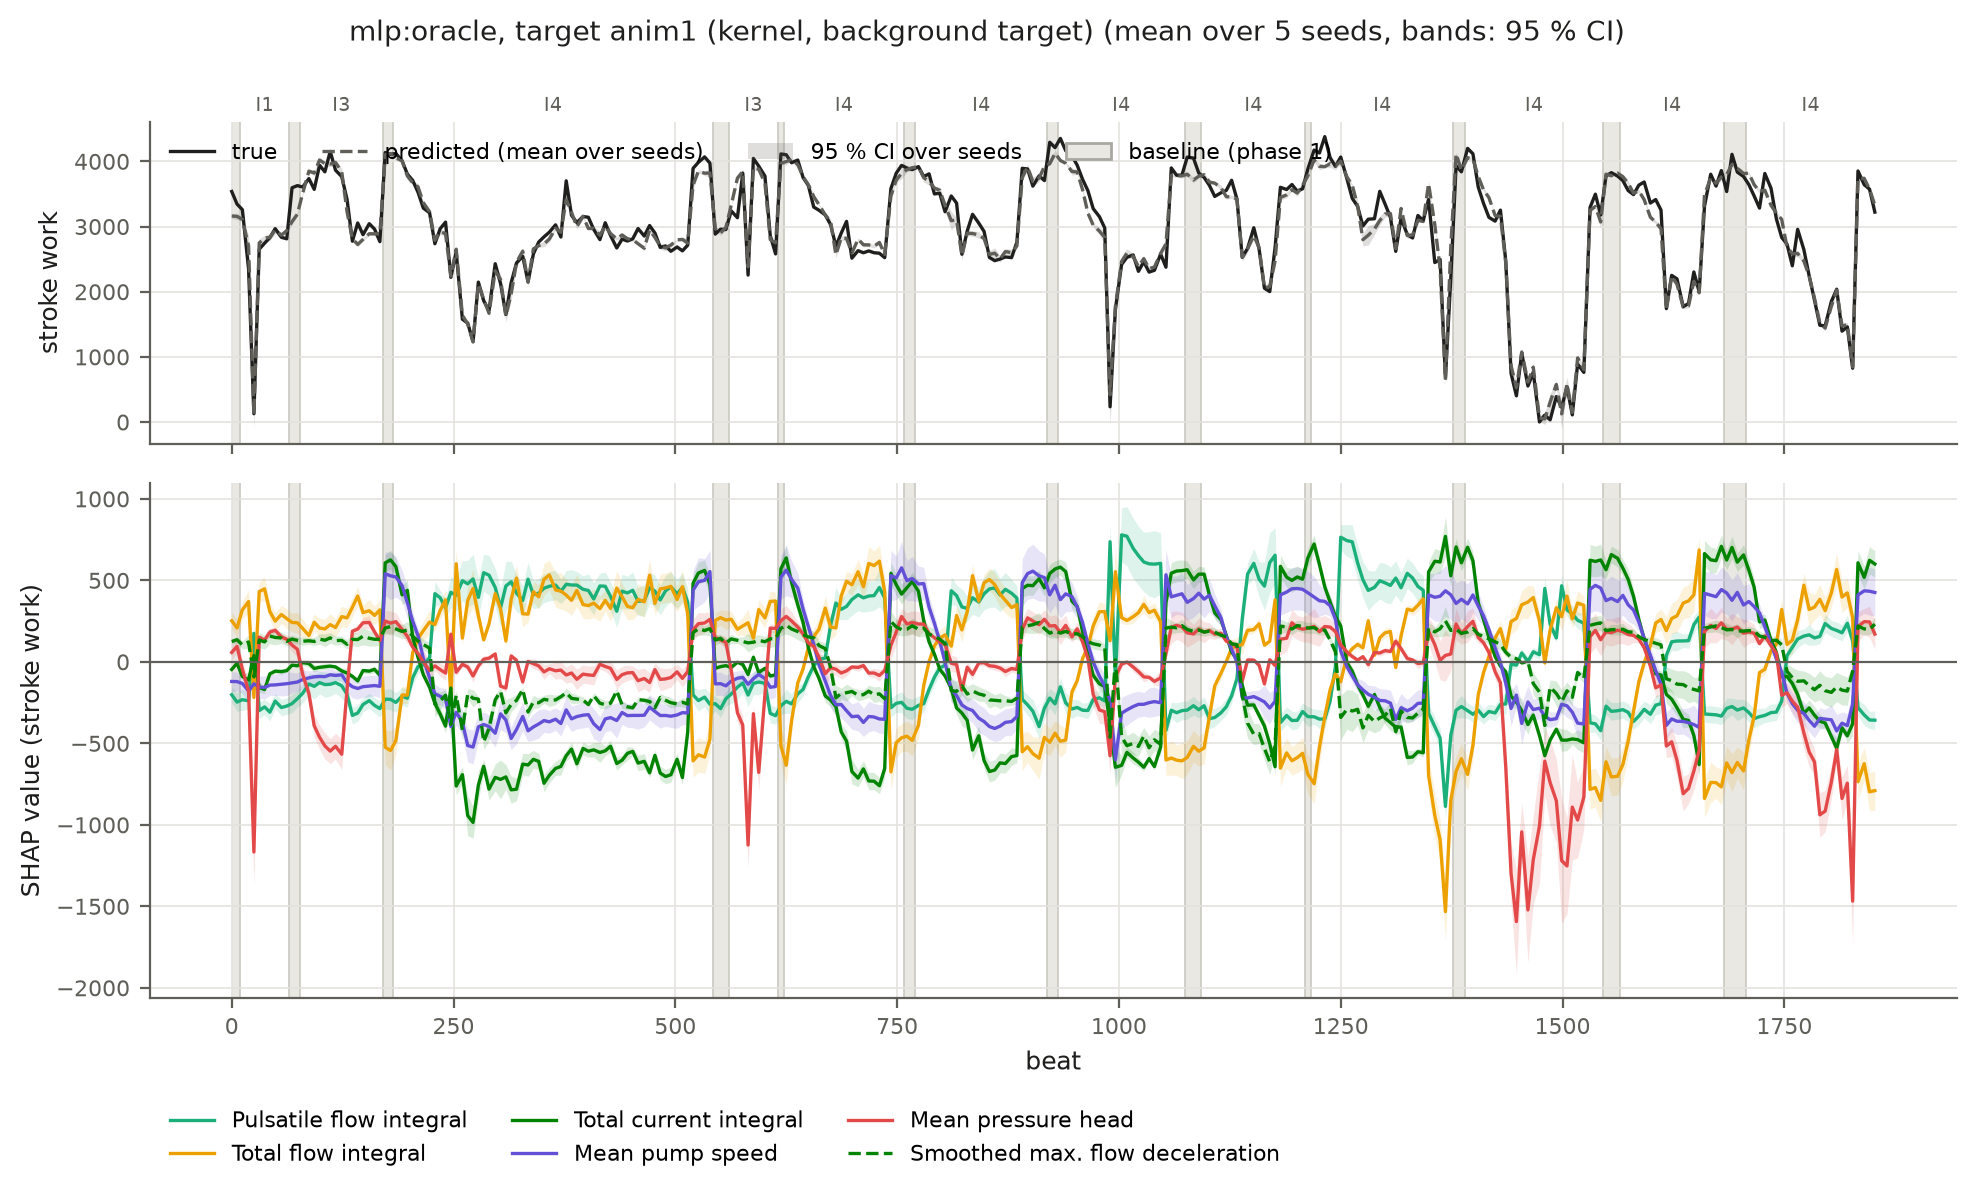 mlp:oracle, target anim1 (kernel, background target) (mean over 5 seeds, bands: 95 % CI)
I1 I3 I4 I3 I4 I4 I4 I4 I4 I4 I4 I4
true predicted (mean over seeds) 95 % CI over seeds baseline (phase 1)
stroke work
4000
3000
2000
1000
0
SHAP value (stroke work)
1000
500
0
−500
−1000
−1500
−2000
0 250 500 750 1000 1250 1500 1750
beat
Pulsatile flow integral Total current integral Mean pressure head
Total flow integral Mean pump speed Smoothed max. flow deceleration